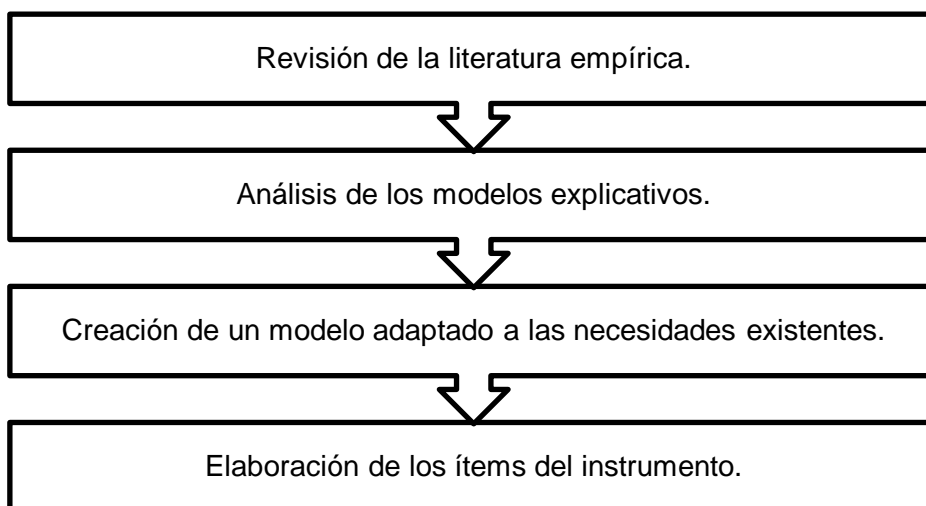 Revisión de la literatura empírica.
Análisis de los modelos explicativos.
Creación de un modelo adaptado a las necesidades existentes.
Elaboración de los ítems del instrumento.